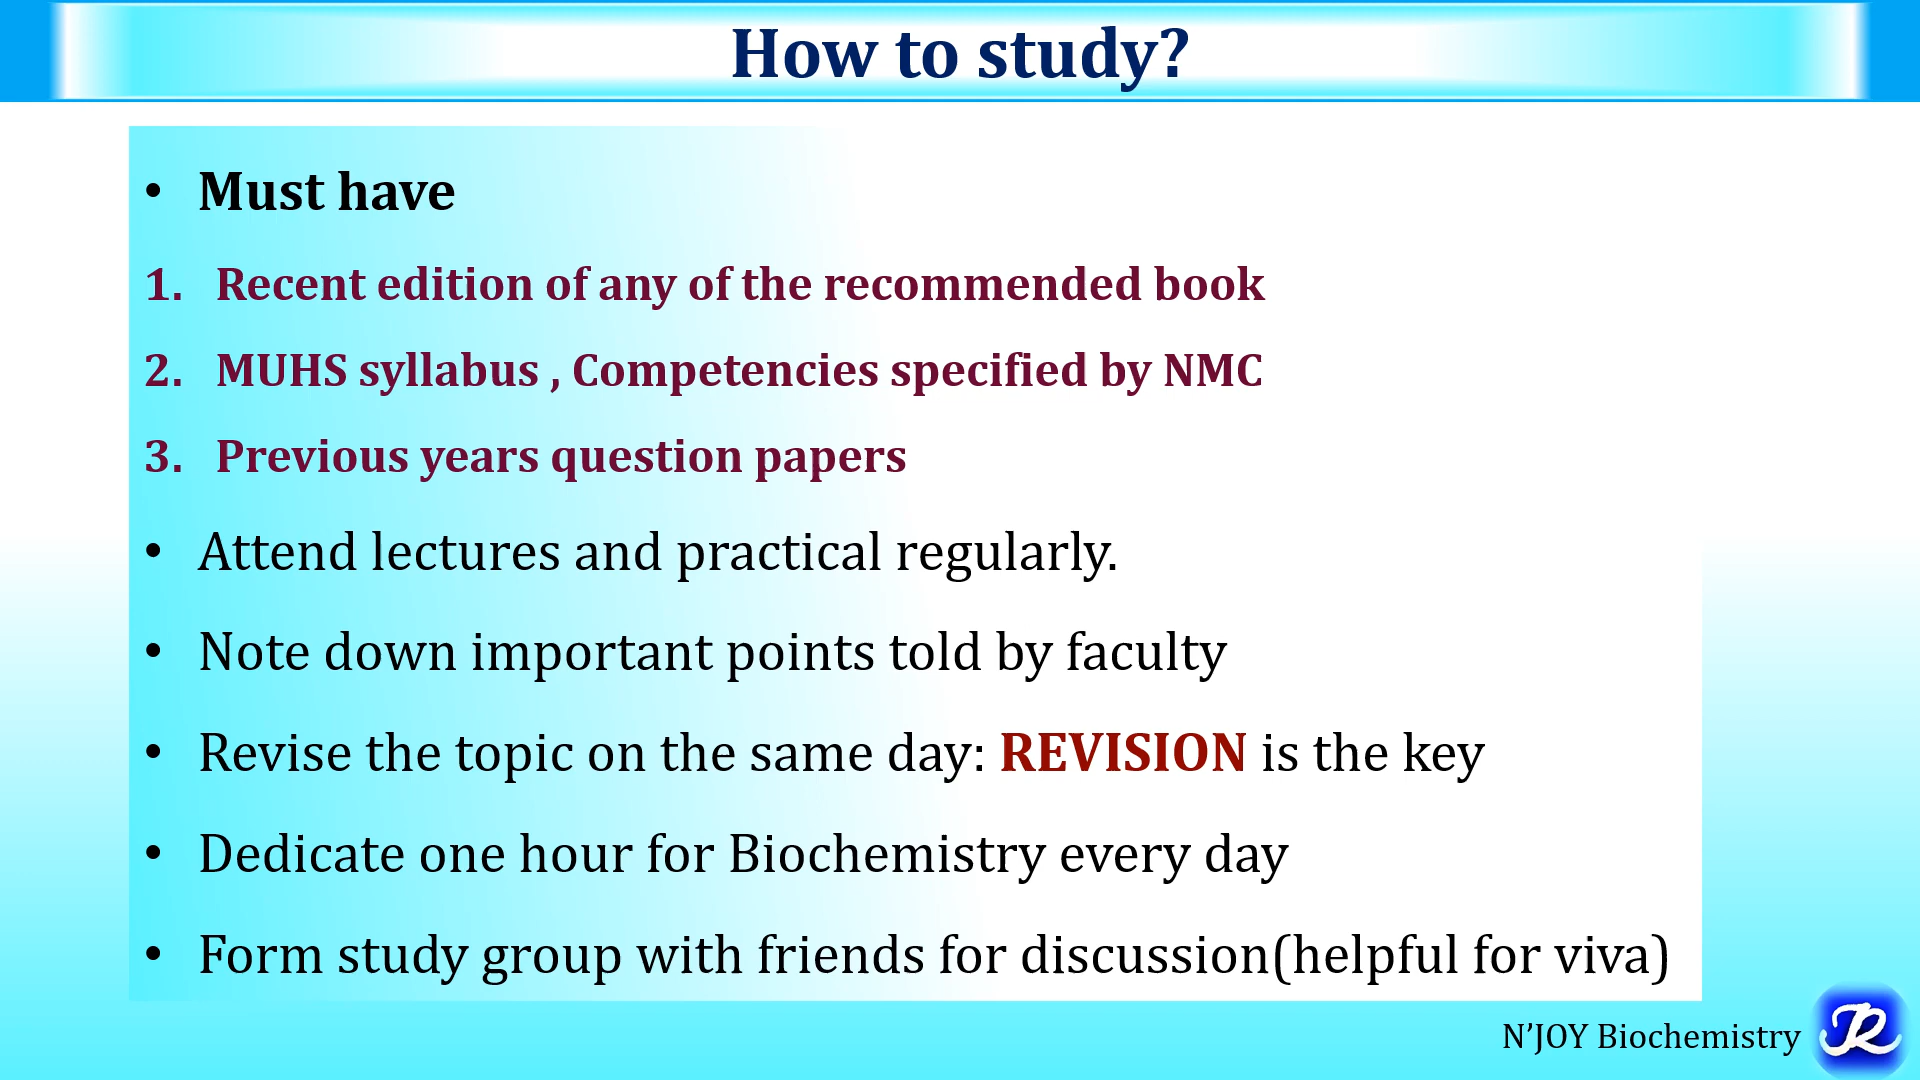 How to study?
• Must have
1. Recent edition of any of the recommended book
2. MUHS syllabus , Competencies specified by NMC
3. Previous years question papers
• Attend lectures and practical regularly.
• Note down important points told by faculty
• Revise the topic on the same day: REVISION is the key
• Dedicate one hour for Biochemistry every day
• Form study group with friends for discussion(helpful for viva)
N’JOY Biochemistry
JR